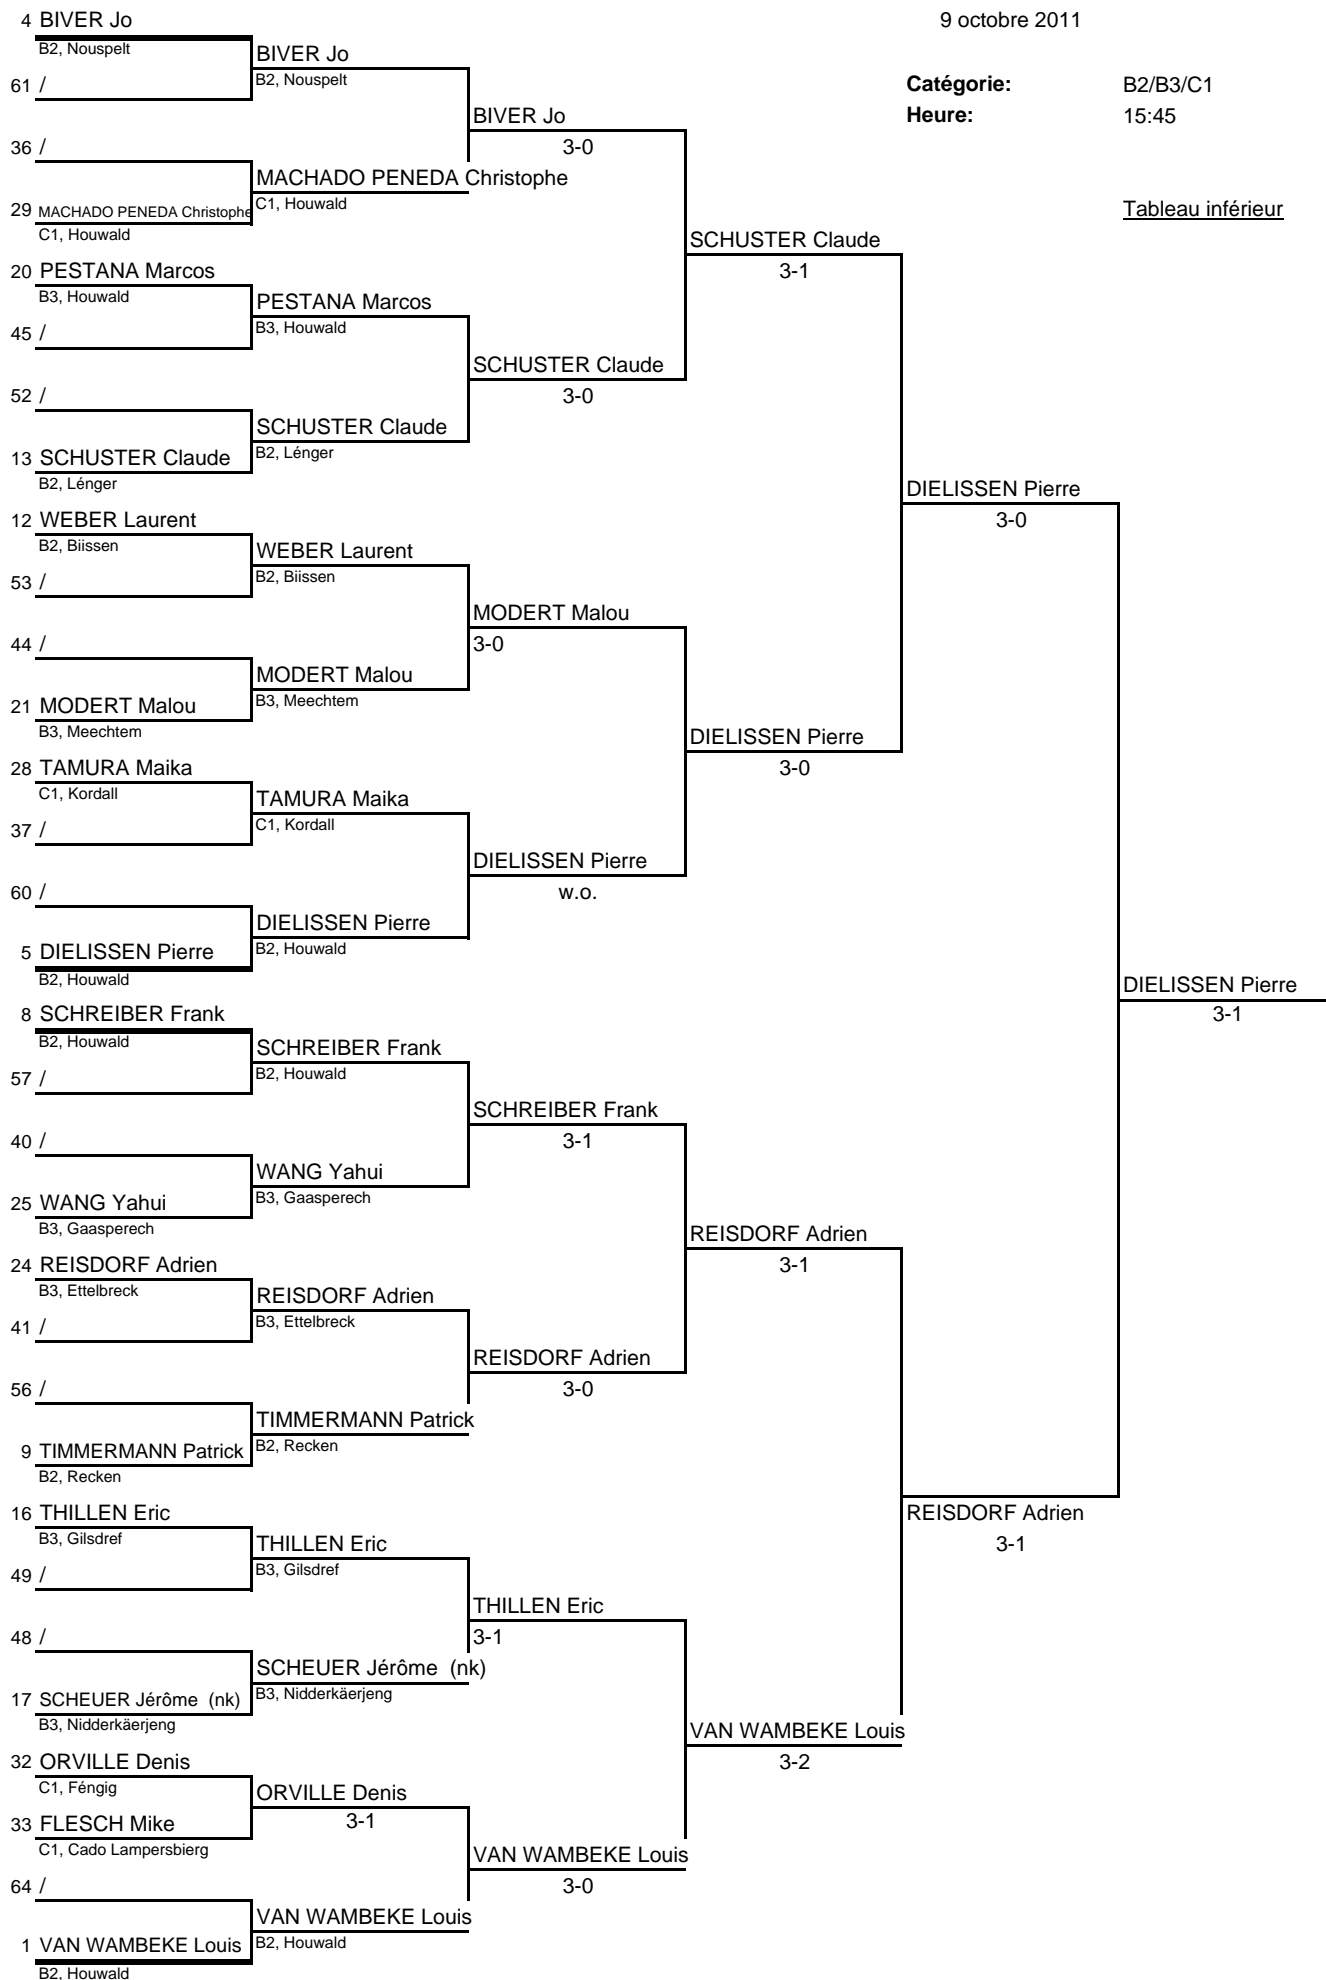 4 BIVER Jo
B2, Nouspelt
61 /
36 /
29 MACHADO PENEDA Christophe
C1, Houwald
20 PESTANA Marcos
B3, Houwald
45 /
52 /
13 SCHUSTER Claude
B2, Lénger
12 WEBER Laurent
B2, Biissen
53 /
44 /
21 MODERT Malou
B3, Meechtem
28 TAMURA Maika
C1, Kordall
37 /
60 /
5 DIELISSEN Pierre
B2, Houwald
8 SCHREIBER Frank
B2, Houwald
57 /
40 /
25 WANG Yahui
B3, Gaasperech
24 REISDORF Adrien
B3, Ettelbreck
41 /
56 /
9 TIMMERMANN Patrick
B2, Recken
16 THILLEN Eric
B3, Gilsdref
49 /
48 /
17 SCHEUER Jérôme (nk)
B3, Nidderkäerjeng
32 ORVILLE Denis
C1, Féngig
33 FLESCH Mike
C1, Cado Lampersbierg
64 /
1 VAN WAMBEKE Louis
B2, Houwald
BIVER Jo
B2, Nouspelt
MACHADO PENEDA Christophe
C1, Houwald
PESTANA Marcos
B3, Houwald
SCHUSTER Claude
B2, Lénger
WEBER Laurent
B2, Biissen
MODERT Malou
B3, Meechtem
TAMURA Maika
C1, Kordall
DIELISSEN Pierre
B2, Houwald
SCHREIBER Frank
B2, Houwald
WANG Yahui
B3, Gaasperech
REISDORF Adrien
B3, Ettelbreck
TIMMERMANN Patrick
B2, Recken
THILLEN Eric
B3, Gilsdref
SCHEUER Jérôme (nk)
B3, Nidderkäerjeng
ORVILLE Denis
3-1
VAN WAMBEKE Louis
B2, Houwald
BIVER Jo
3-0
SCHUSTER Claude
3-0
MODERT Malou
3-0
DIELISSEN Pierre
w.o.
SCHREIBER Frank
3-1
REISDORF Adrien
3-0
THILLEN Eric
3-1
VAN WAMBEKE Louis
3-0
SCHUSTER Claude
3-1
DIELISSEN Pierre
3-0
REISDORF Adrien
3-1
VAN WAMBEKE Louis
3-2
9 octobre 2011
Catégorie: B2/B3/C1
Heure: 15:45
Tableau inférieur
DIELISSEN Pierre
3-0
REISDORF Adrien
3-1
DIELISSEN Pierre
3-1